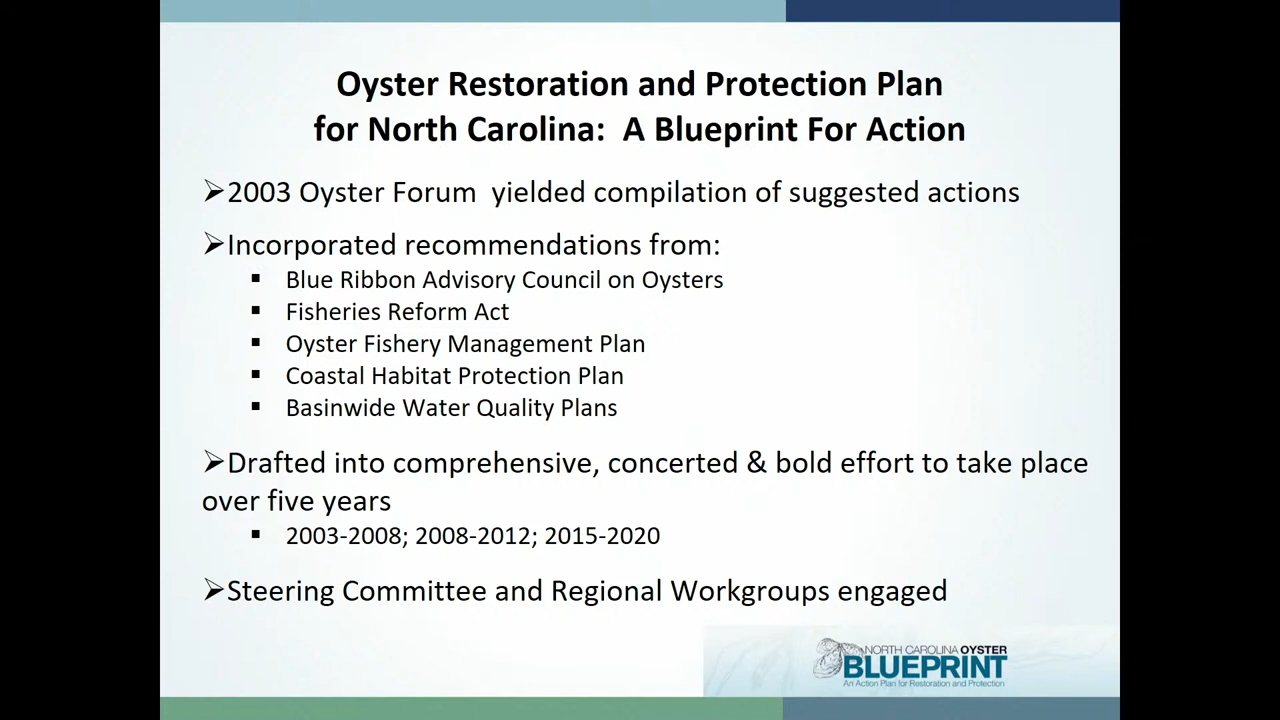 Oyster Restoration and Protection Plan
for North Carolina:  A Blueprint For Action
➢2003 Oyster Forum  yielded compilation of suggested actions
➢Incorporated recommendations from:
▪ Blue Ribbon Advisory Council on Oysters
▪ Fisheries Reform Act
▪ Oyster Fishery Management Plan
▪ Coastal Habitat Protection Plan
▪ Basinwide Water Quality Plans
➢Drafted into comprehensive, concerted & bold effort to take place
over five years
▪ 2003-2008; 2008-2012; 2015-2020
➢Steering Committee and Regional Workgroups engaged
NORTH CAROLINA OYSTER
BLUEPRINT
An Action Plan for Restoration and Protection